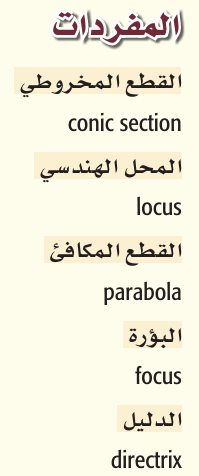 المفردات
القطع المخروطي
conic section
المحل الهندسي
locus
القطع المكافئ
parabola
البؤرة
focus
الدليل
directrix